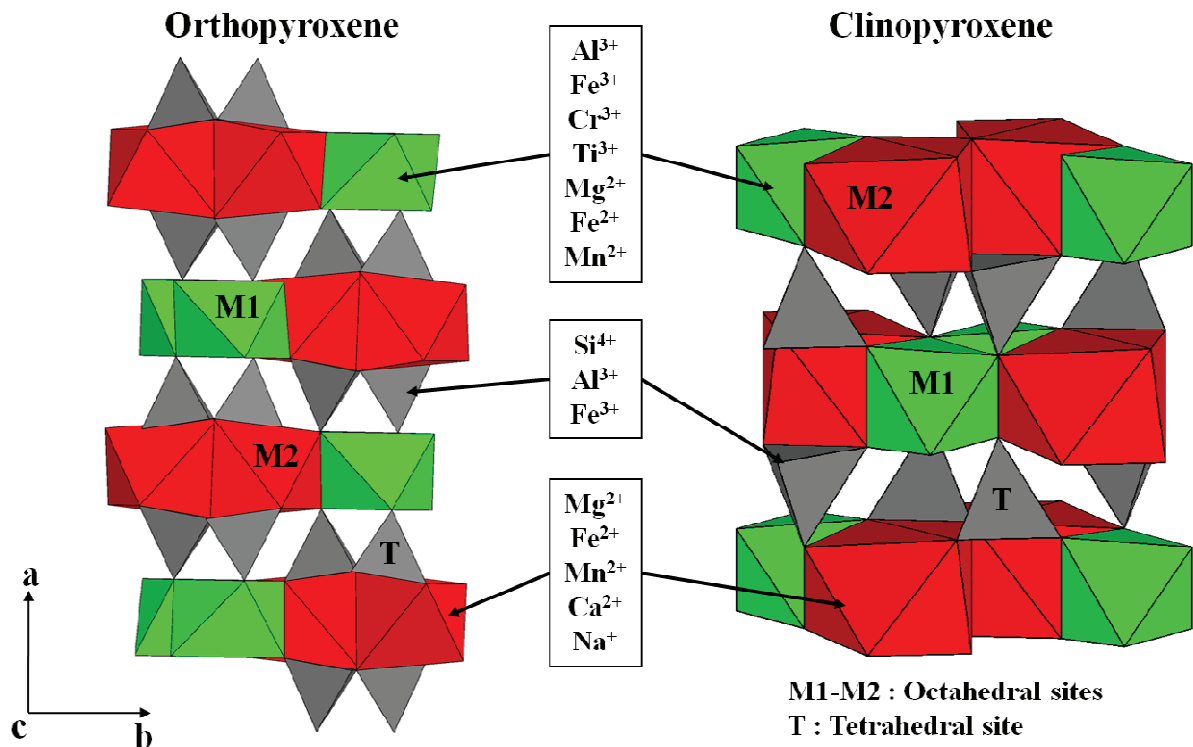 Orthopyroxene
Clinopyroxene
Al³⁺
Fe³⁺
Cr³⁺
Ti³⁺
Mg²⁺
Fe²⁺
Mn²⁺
M2
M1
Si⁴⁺
Al³⁺
Fe³⁺
M1
M2
Mg²⁺
Fe²⁺
Mn²⁺
Ca²⁺
Na⁺
T
T
a
c
b
M1-M2 : Octahedral sites
T : Tetrahedral site